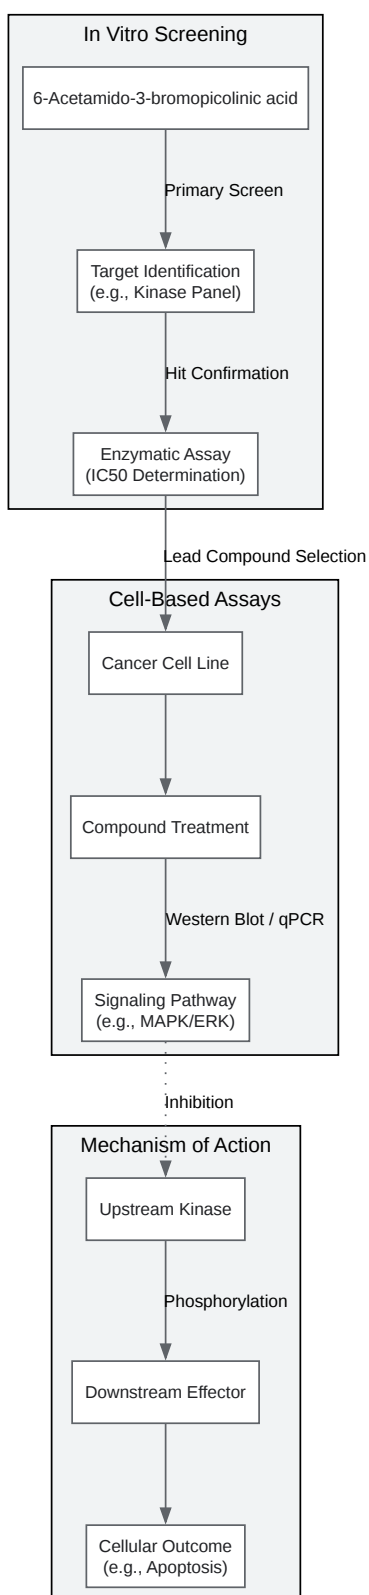 In Vitro Screening
6-Acetamido-3-bromopicolinic acid
Primary Screen
Target Identification
(e.g., Kinase Panel)
Hit Confirmation
Enzymatic Assay
(IC50 Determination)
Lead Compound Selection
Cell-Based Assays
Cancer Cell Line
Compound Treatment
Western Blot / qPCR
Signaling Pathway
(e.g., MAPK/ERK)
Inhibition
Mechanism of Action
Upstream Kinase
Phosphorylation
Downstream Effector
Cellular Outcome
(e.g., Apoptosis)